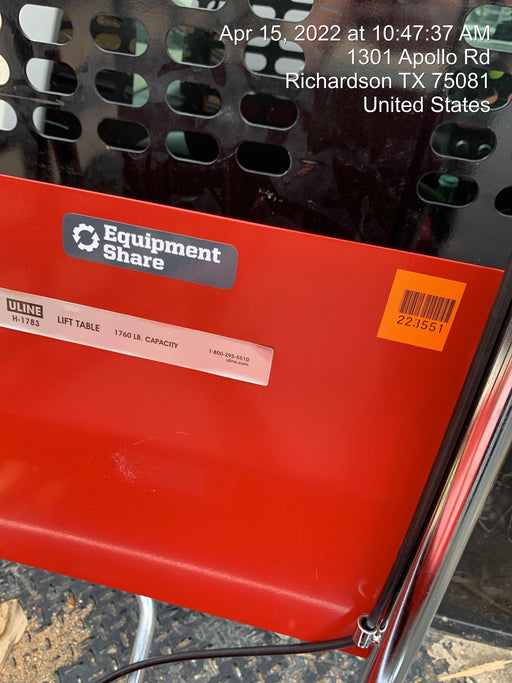 Apr 15, 2022 at 10:47:37 AM
1301 Apollo Rd
Richardson TX 75081
United States
Equipment
Share
223551
ULINE
H-1783
LIFT TABLE
1760 LB. CAPACITY
1-800-295-5510
uline.com